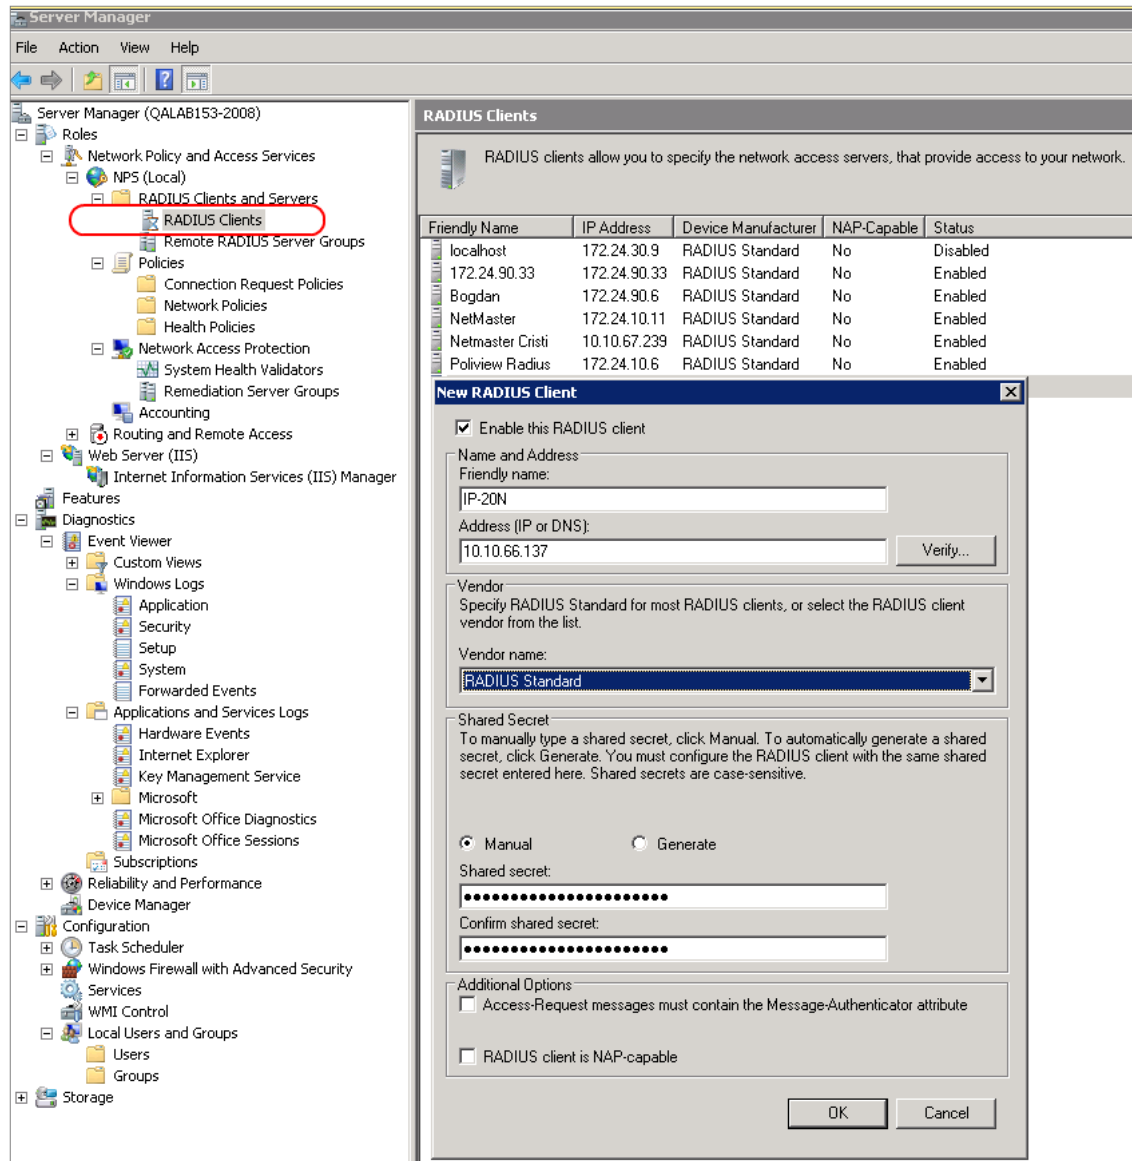 Server Manager
File Action View Help
Server Manager (QALAB153-2008)
Roles
Network Policy and Access Services
NPS (Local)
RADIUS Clients and Servers
RADIUS Clients
Remote RADIUS Server Groups
Policies
Connection Request Policies
Network Policies
Health Policies
Network Access Protection
System Health Validators
Remediation Server Groups
Accounting
Routing and Remote Access
Web Server (IIS)
Internet Information Services (IIS) Manager
Features
Diagnostics
Event Viewer
Custom Views
Windows Logs
Application
Security
Setup
System
Forwarded Events
Applications and Services Logs
Hardware Events
Internet Explorer
Key Management Service
Microsoft
Microsoft Office Diagnostics
Microsoft Office Sessions
Subscriptions
Reliability and Performance
Device Manager
Configuration
Task Scheduler
Windows Firewall with Advanced Security
Services
WMI Control
Local Users and Groups
Users
Groups
Storage
RADIUS Clients
RADIUS clients allow you to specify the network access servers, that provide access to your network.
Friendly Name IP Address Device Manufacturer NAP-Capable Status
localhost 172.24.30.9 RADIUS Standard No Disabled
172.24.90.33 172.24.90.33 RADIUS Standard No Enabled
Bogdan 172.24.90.6 RADIUS Standard No Enabled
NetMaster 172.24.10.11 RADIUS Standard No Enabled
Netmaster Cristi 10.10.67.239 RADIUS Standard No Enabled
Poliview Radius 172.24.10.6 RADIUS Standard No Enabled
New RADIUS Client
Enable this RADIUS client
Name and Address
Friendly name:
IP-20N
Address (IP or DNS):
10.10.66.137
Verify...
Vendor
Specify RADIUS Standard for most RADIUS clients, or select the RADIUS client
vendor from the list.
Vendor name:
RADIUS Standard
Shared Secret
To manually type a shared secret, click Manual. To automatically generate a shared
secret, click Generate. You must configure the RADIUS client with the same shared
secret entered here. Shared secrets are case-sensitive.
Manual Generate
Shared secret:
Confirm shared secret:
Additional Options
Access-Request messages must contain the Message-Authenticator attribute
RADIUS client is NAP-capable
OK Cancel